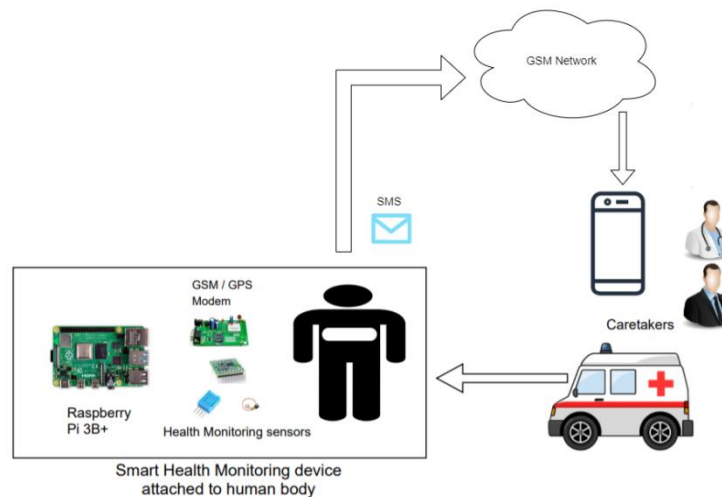 GSM Network
SMS
GSM / GPS
Modem
Caretakers
Raspberry
Pi 3B+
Health Monitoring sensors
Smart Health Monitoring device
attached to human body